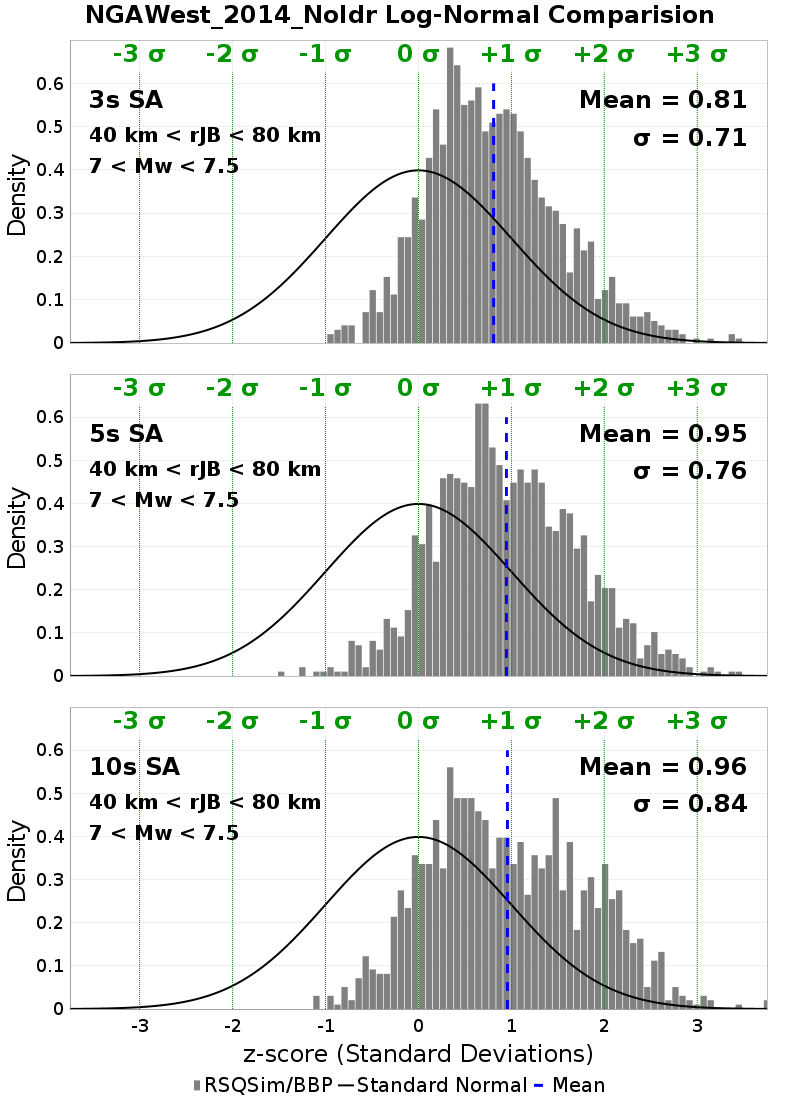 NGAWest_2014_NoIdr Log-Normal Comparision
-3 σ -2 σ -1 σ 0 σ +1 σ +2 σ +3 σ
3s SA
Mean = 0.81
40 km < rJB < 80 km
σ = 0.71
7 < Mw < 7.5
Density
0.6
0.5
0.4
0.3
0.2
0.1
0
-3 σ -2 σ -1 σ 0 σ +1 σ +2 σ +3 σ
5s SA
Mean = 0.95
40 km < rJB < 80 km
σ = 0.76
7 < Mw < 7.5
Density
0.6
0.5
0.4
0.3
0.2
0.1
0
-3 σ -2 σ -1 σ 0 σ +1 σ +2 σ +3 σ
10s SA
Mean = 0.96
40 km < rJB < 80 km
σ = 0.84
7 < Mw < 7.5
Density
0.6
0.5
0.4
0.3
0.2
0.1
0
-3 -2 -1 0 1 2 3
z-score (Standard Deviations)
RSQSim/BBP Standard Normal Mean